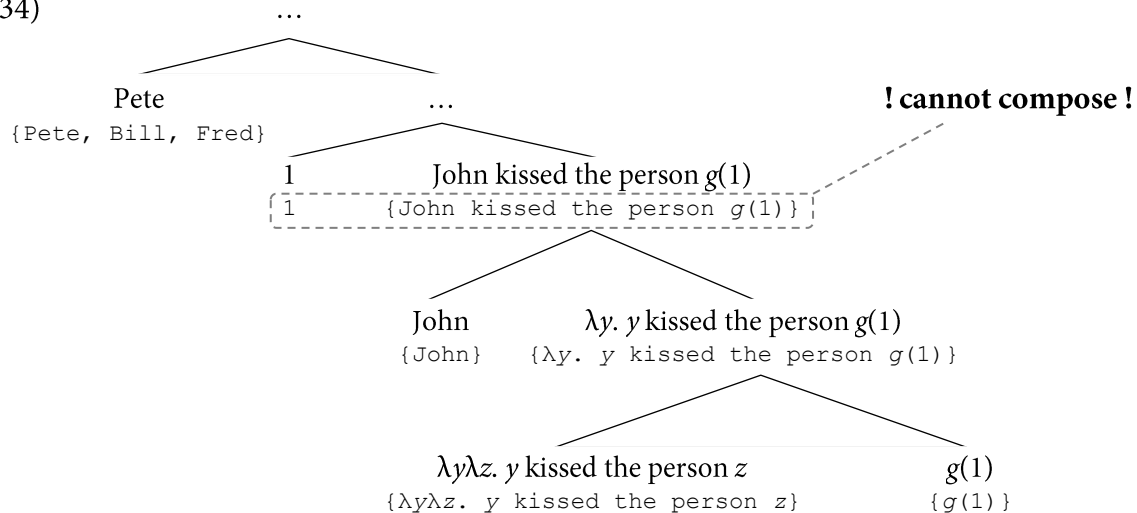 34)
…
Pete
{Pete, Bill, Fred}
…
! cannot compose !
1 John kissed the person g(1)
1 {John kissed the person g(1)}
John λy. y kissed the person g(1)
{John} {λy. y kissed the person g(1)}
λyλz. y kissed the person z g(1)
{λyλz. y kissed the person z} {g(1)}